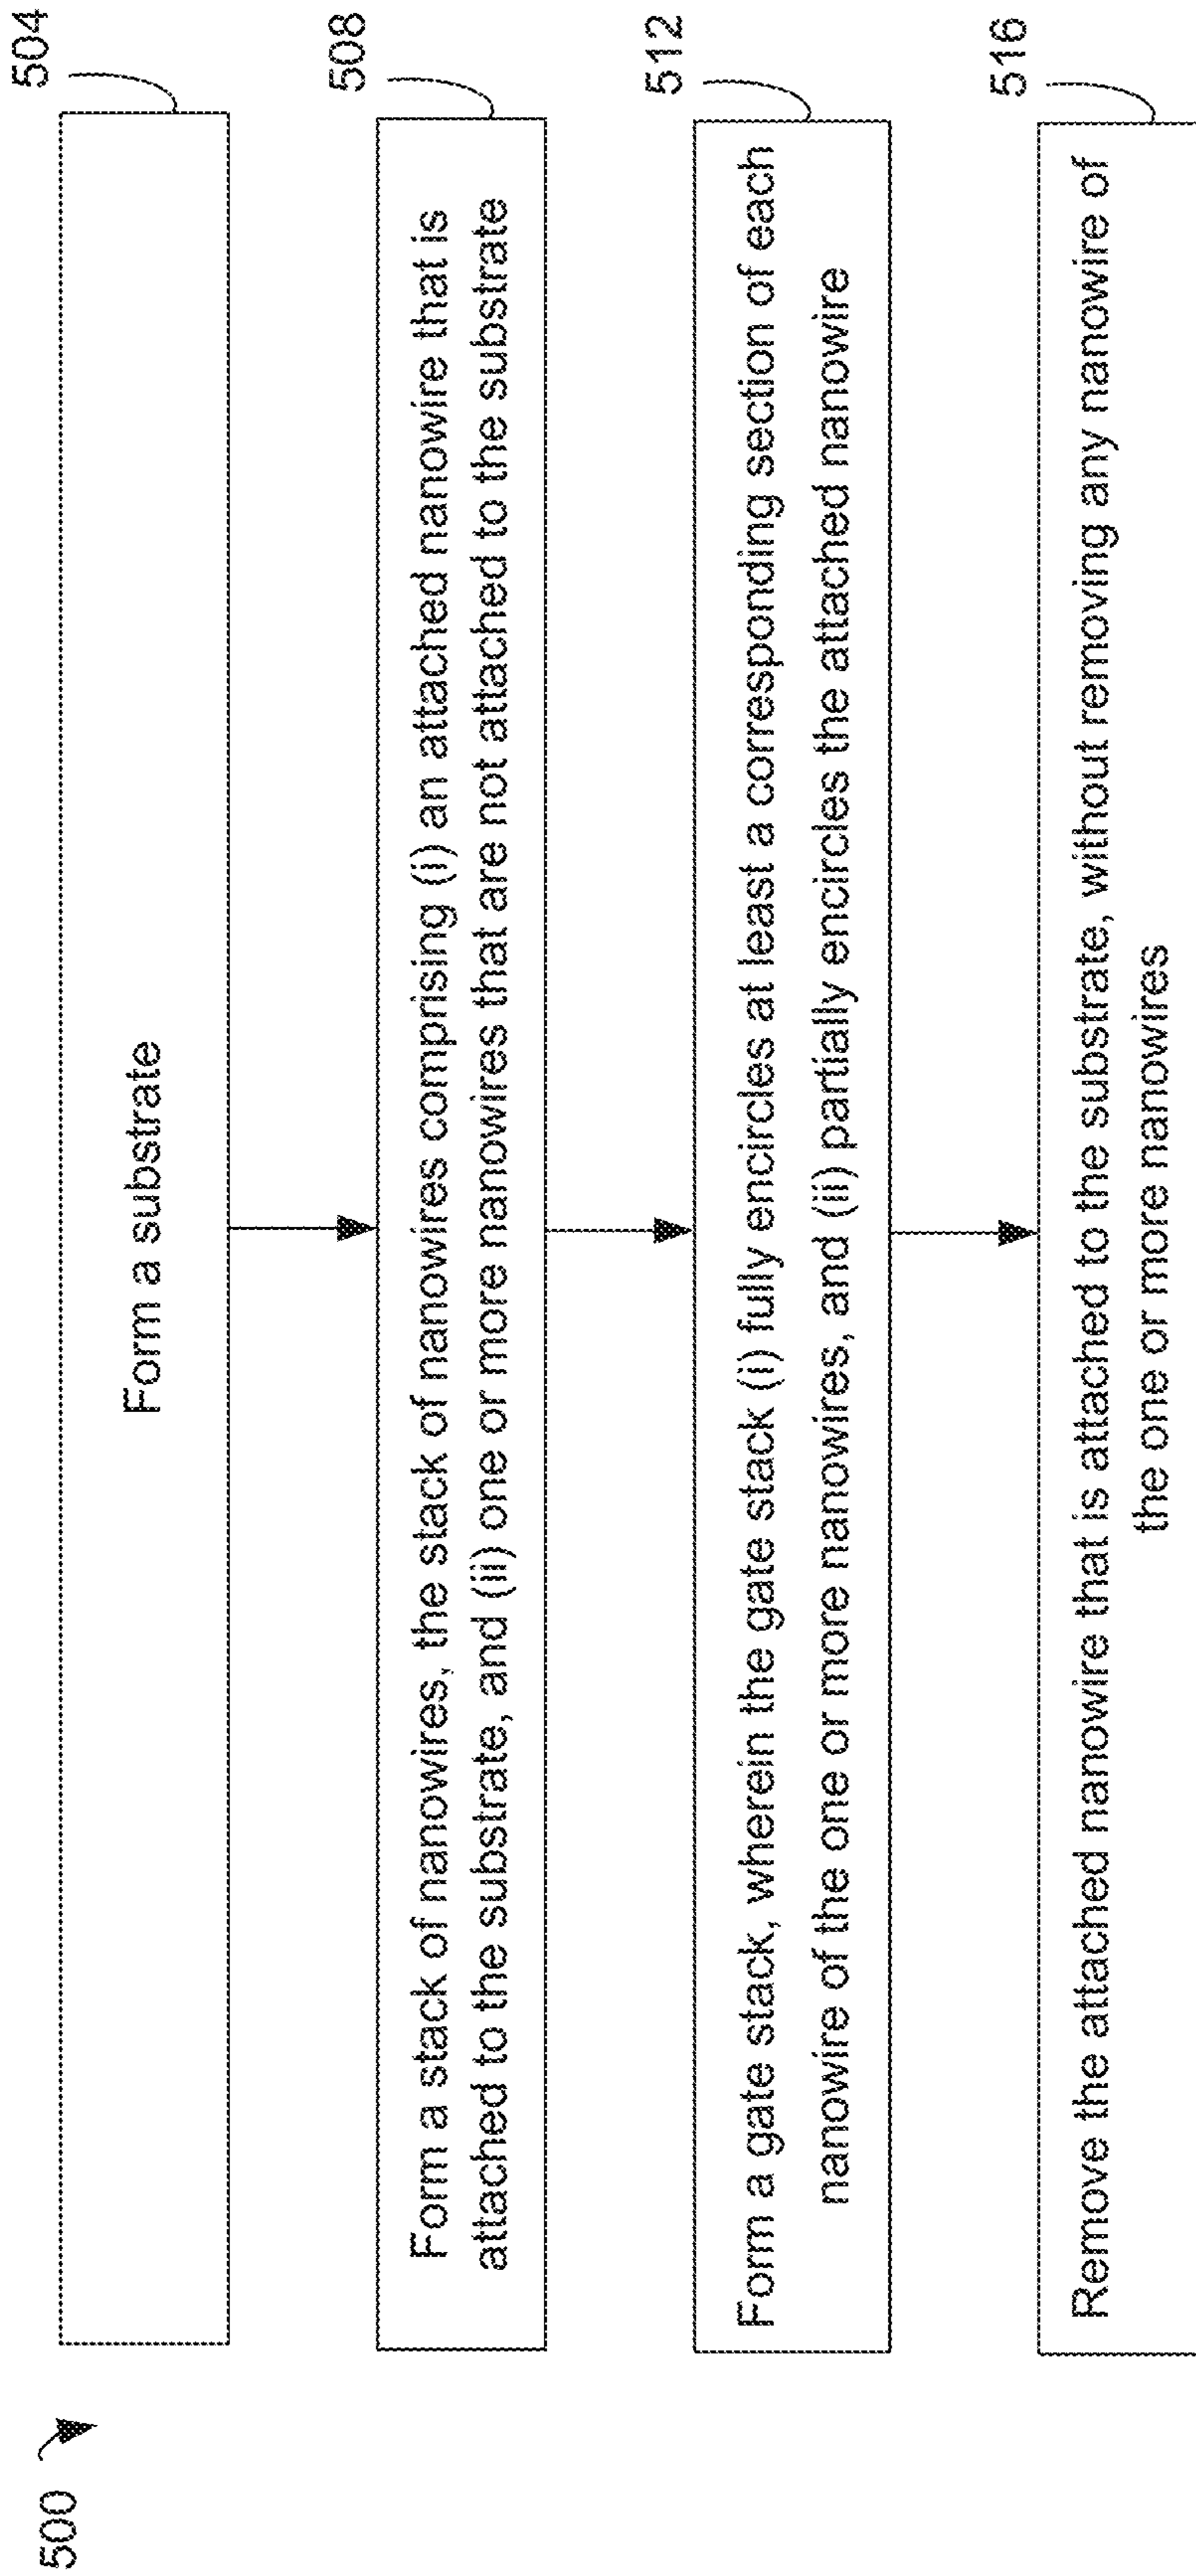 500
504
Form a substrate
508
Form a stack of nanowires, the stack of nanowires comprising (i) an attached nanowire that is
attached to the substrate, and (ii) one or more nanowires that are not attached to the substrate
512
Form a gate stack, wherein the gate stack (i) fully encircles at least a corresponding section of each
nanowire of the one or more nanowires, and (ii) partially encircles the attached nanowire
516
Remove the attached nanowire that is attached to the substrate, without removing any nanowire of
the one or more nanowires